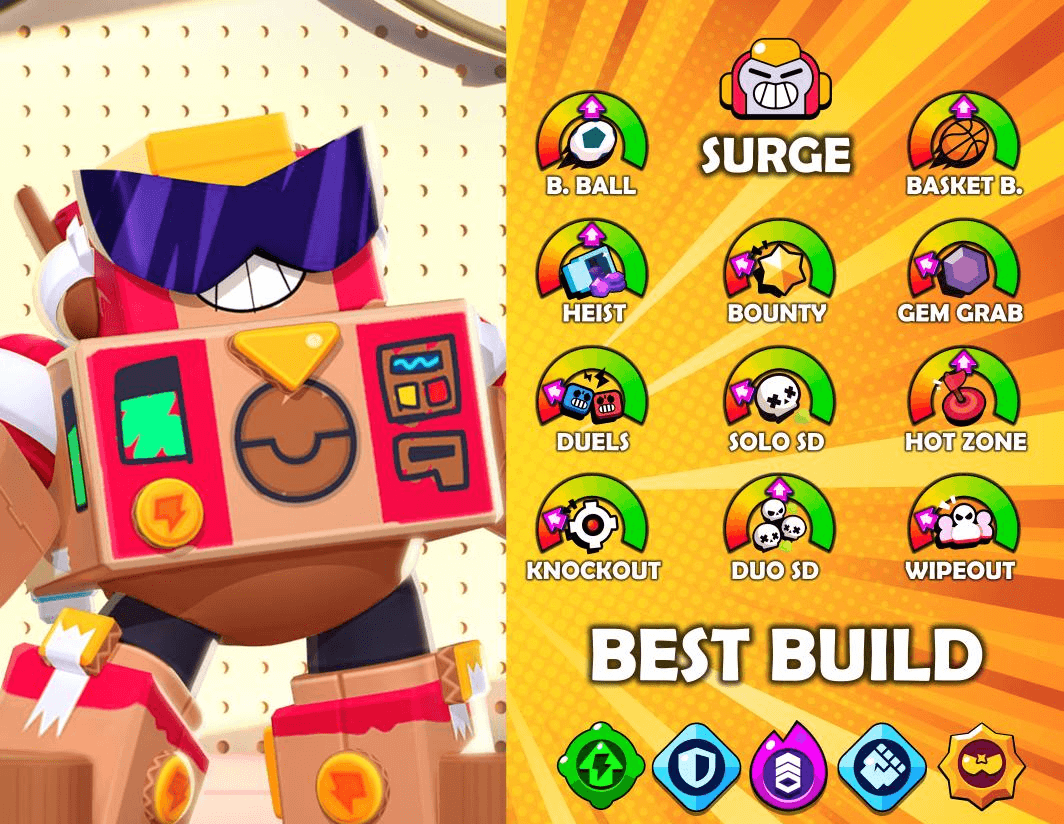 SURGE
B. BALL
BASKET B.
HEIST
BOUNTY
GEM GRAB
DUELS
SOLO SD
HOT ZONE
KNOCKOUT
DUO SD
WIPEOUT
BEST BUILD